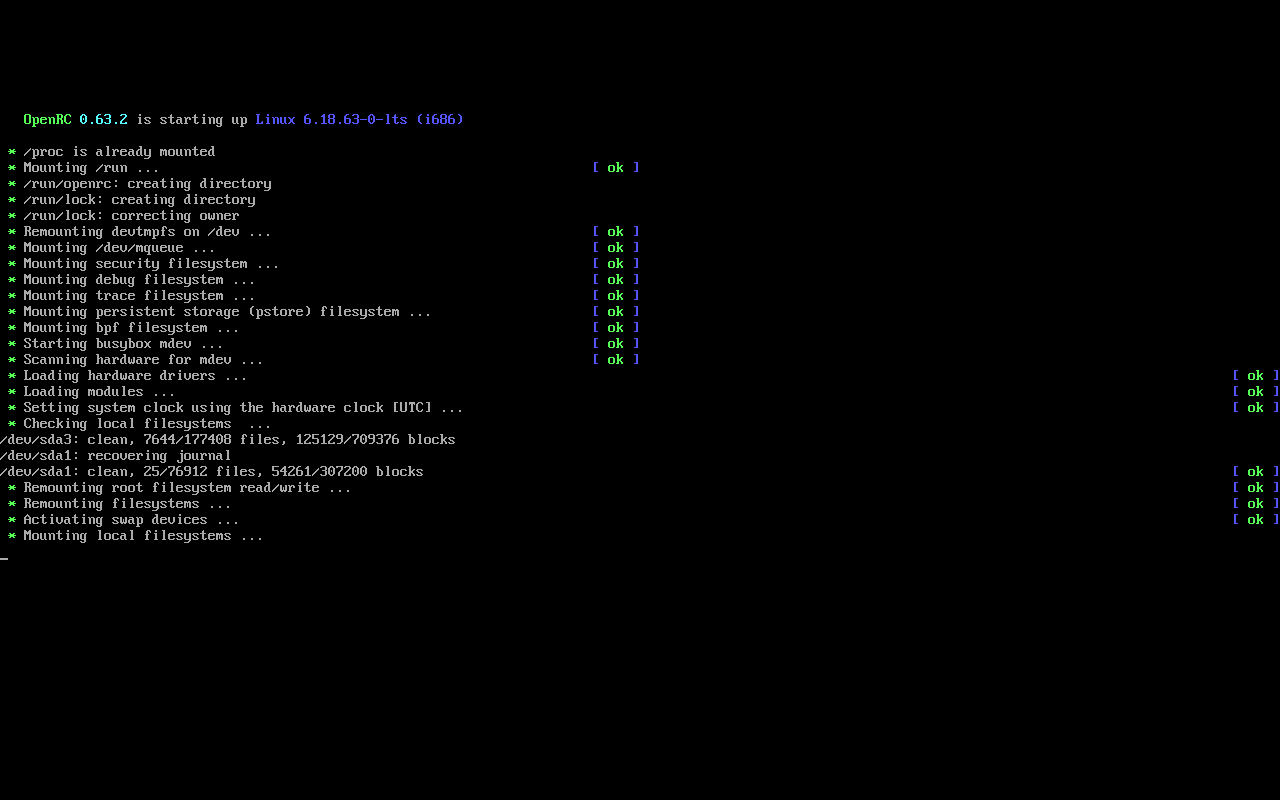 OpenRC 0.63.2 is starting up Linux 6.18.63-0-lts (i686)
* /proc is already mounted
* Mounting /run ... [ ok ]
* /run/openrc: creating directory
* /run/lock: creating directory
* /run/lock: correcting owner
* Remounting devtmpfs on /dev ... [ ok ]
* Mounting /dev/mqueue ... [ ok ]
* Mounting security filesystem ... [ ok ]
* Mounting debug filesystem ... [ ok ]
* Mounting trace filesystem ... [ ok ]
* Mounting persistent storage (pstore) filesystem ... [ ok ]
* Mounting bpf filesystem ... [ ok ]
* Starting busybox mdev ... [ ok ]
* Scanning hardware for mdev ... [ ok ]
* Loading hardware drivers ... [ ok ]
* Loading modules ... [ ok ]
* Setting system clock using the hardware clock [UTC] ... [ ok ]
* Checking local filesystems  ...
/dev/sda3: clean, 7644/177408 files, 125129/709376 blocks
/dev/sda1: recovering journal
/dev/sda1: clean, 25/76912 files, 54261/307200 blocks [ ok ]
* Remounting root filesystem read/write ... [ ok ]
* Remounting filesystems ... [ ok ]
* Activating swap devices ... [ ok ]
* Mounting local filesystems ...